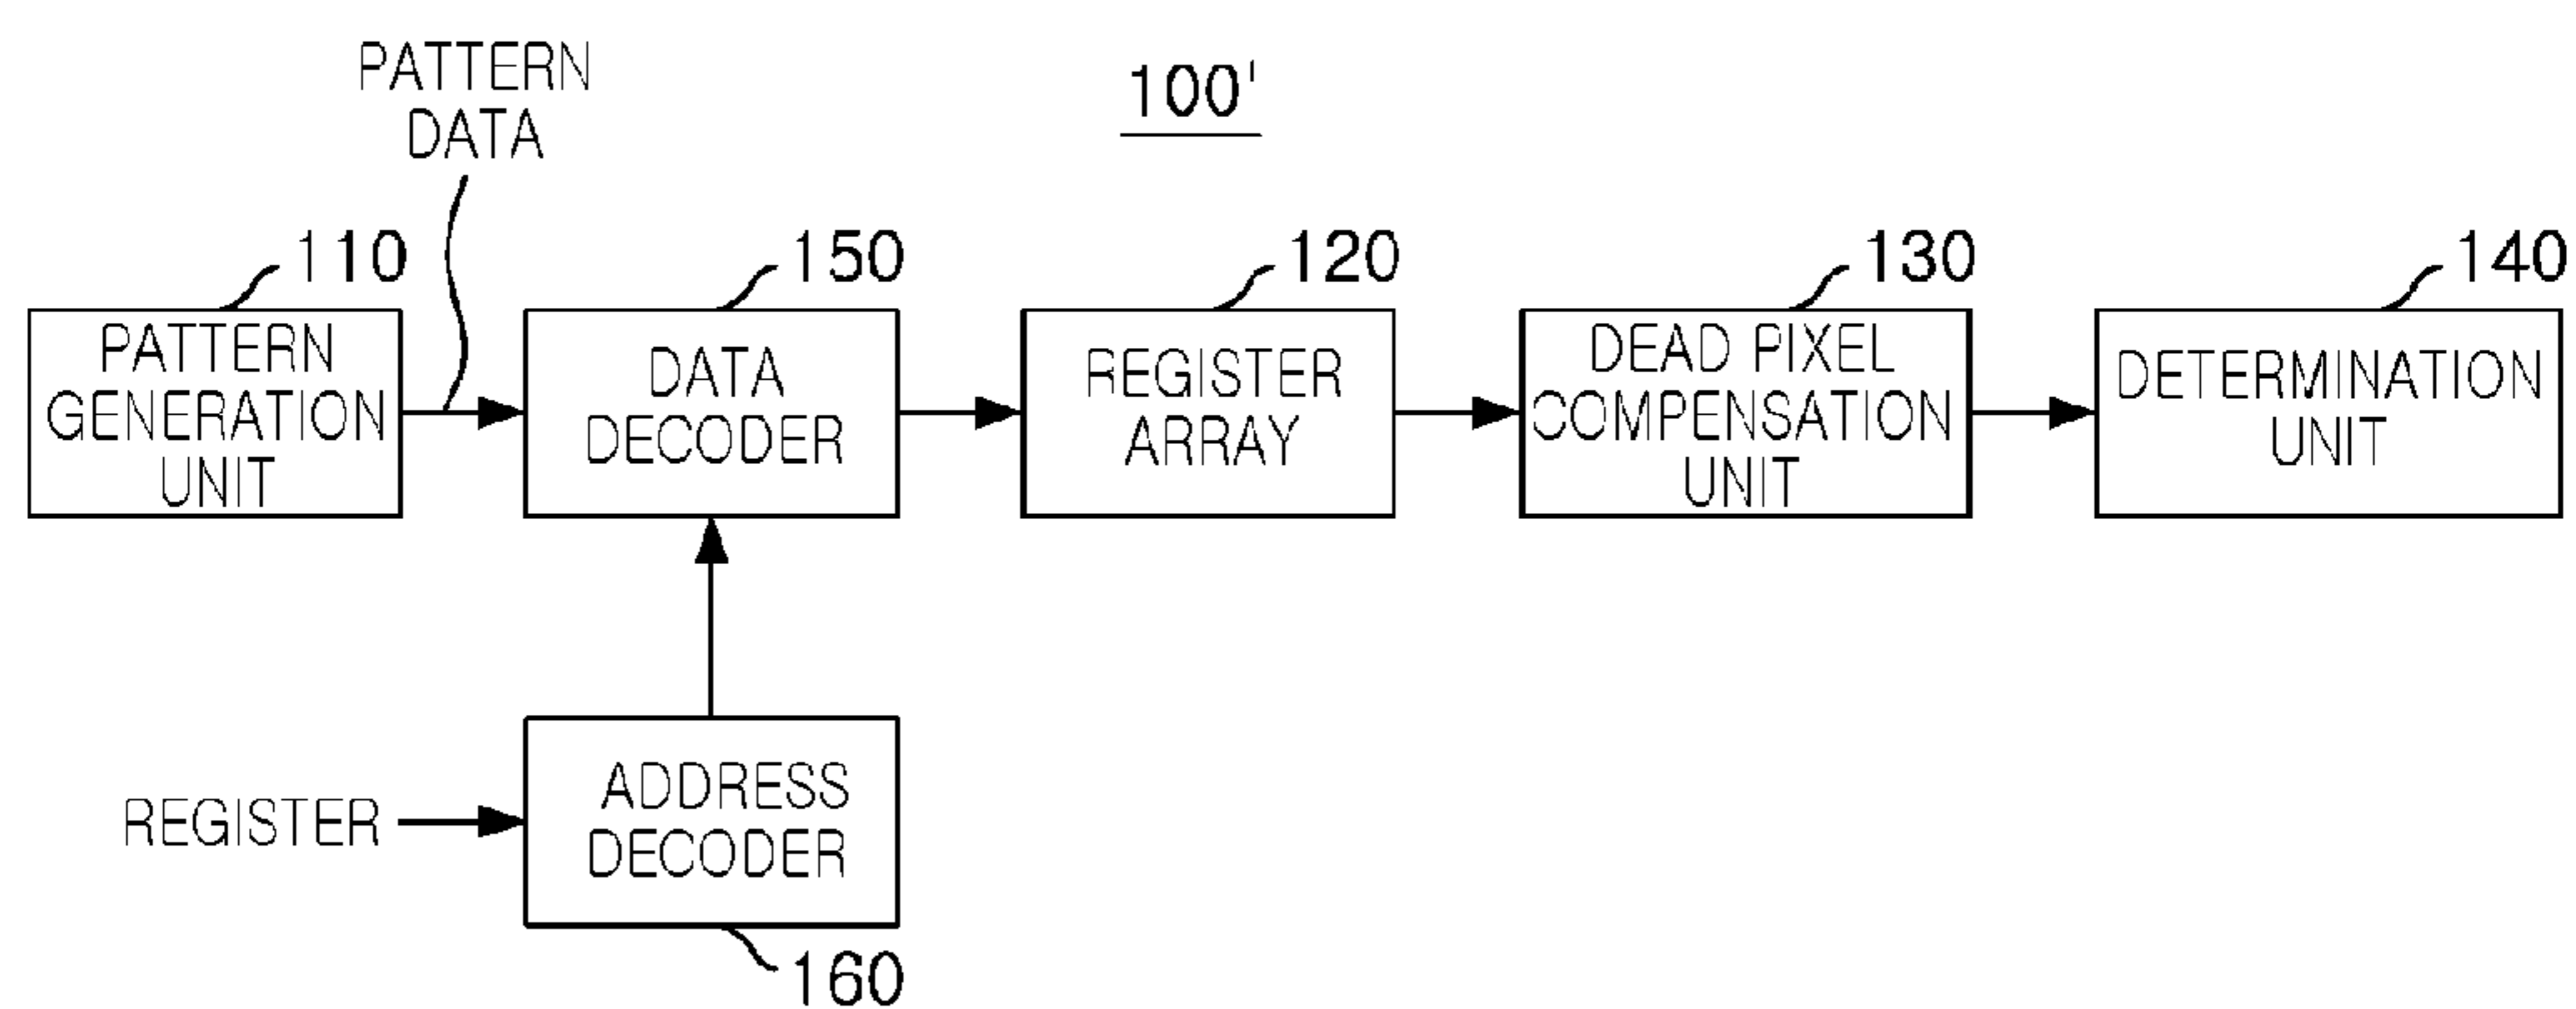 PATTERN
DATA
100'
110
150
120
130
140
PATTERN
GENERATION
UNIT
DATA
DECODER
REGISTER
ARRAY
DEAD PIXEL
COMPENSATION
UNIT
DETERMINATION
UNIT
REGISTER
ADDRESS
DECODER
160